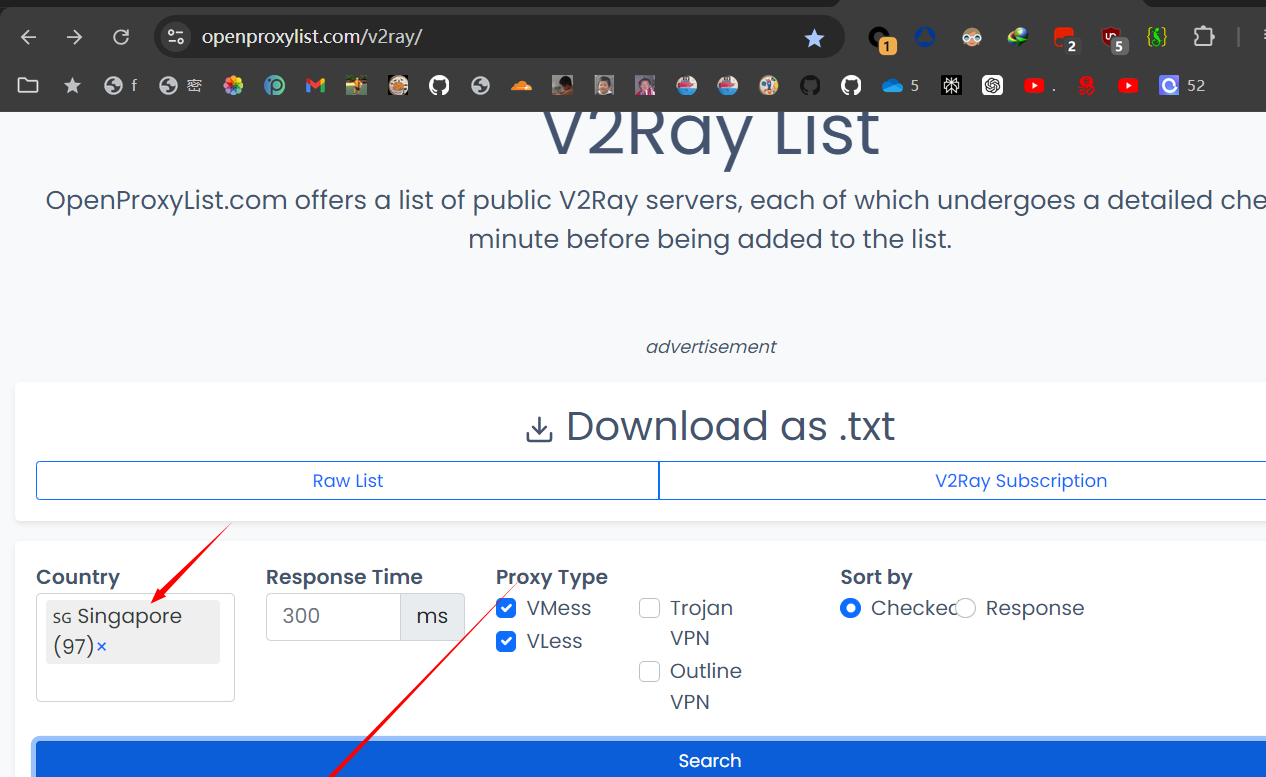 openproxylist.com/v2ray/
1
2
5
f
密
5
.
52
V2Ray List
OpenProxyList.com offers a list of public V2Ray servers, each of which undergoes a detailed che
minute before being added to the list.
advertisement
Download as .txt
Raw List
V2Ray Subscription
Country
Response Time
Proxy Type
Sort by
SG Singapore
(97)×
300
ms
VMess
VLess
Trojan
VPN
Outline
VPN
Checked
Response
Search